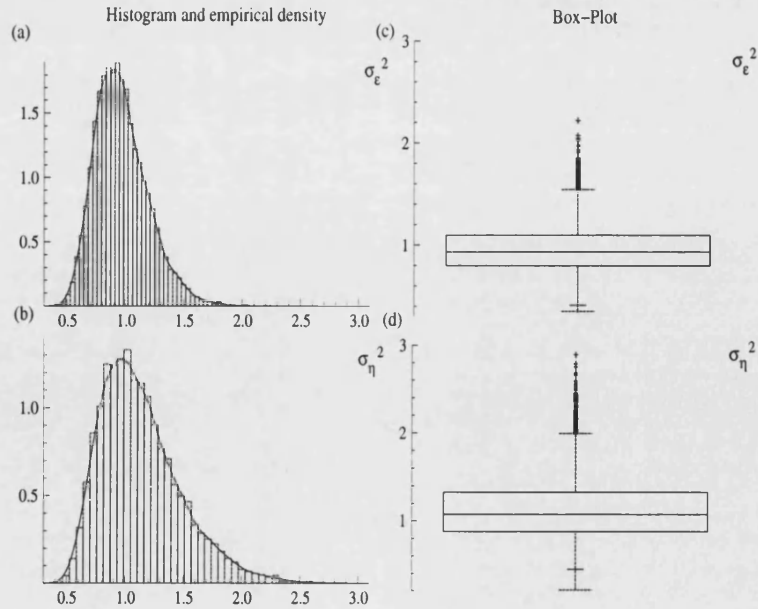 Histogram and empirical density
Box-Plot
(a)
σε²
1.5
1.0
0.5
0.5 1.0 1.5 2.0 2.5 3.0
(c)
σε²
3
2
1
(b)
ση²
1.0
0.5
0.5 1.0 1.5 2.0 2.5 3.0
(d)
ση²
3
2
1